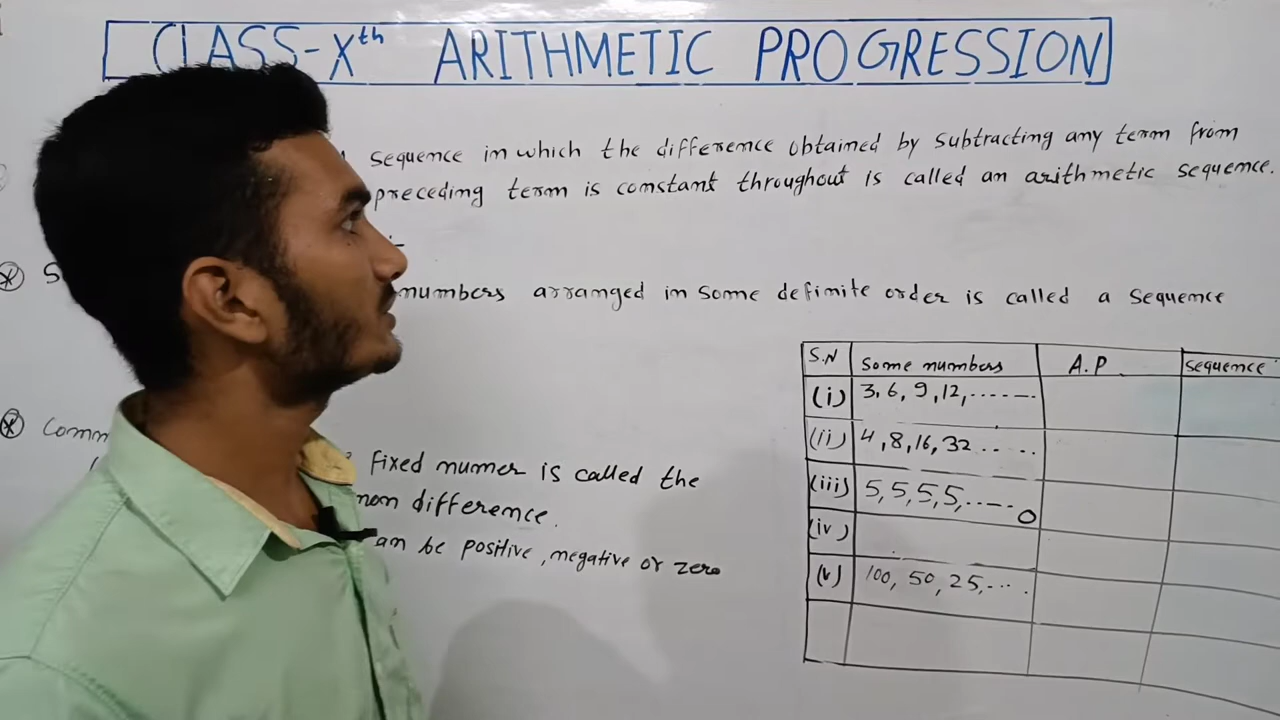 CLASS-Xth ARITHMETIC PROGRESSION
sequence in which the difference obtained by subtracting any term from
preceding term is constant throughout is called an arithmetic sequence.
S
numbers arranged in some definite order is called a sequence
Comm
fixed numer is called the
mon difference.
an be positive, negative or zero
S.N some numbers A.P. sequence
(i) 3, 6, 9, 12, ......
(ii) 4, 8, 16, 32 .....
(iii) 5, 5, 5, 5, ..... 0
(iv)
(v) 100, 50, 25, ....